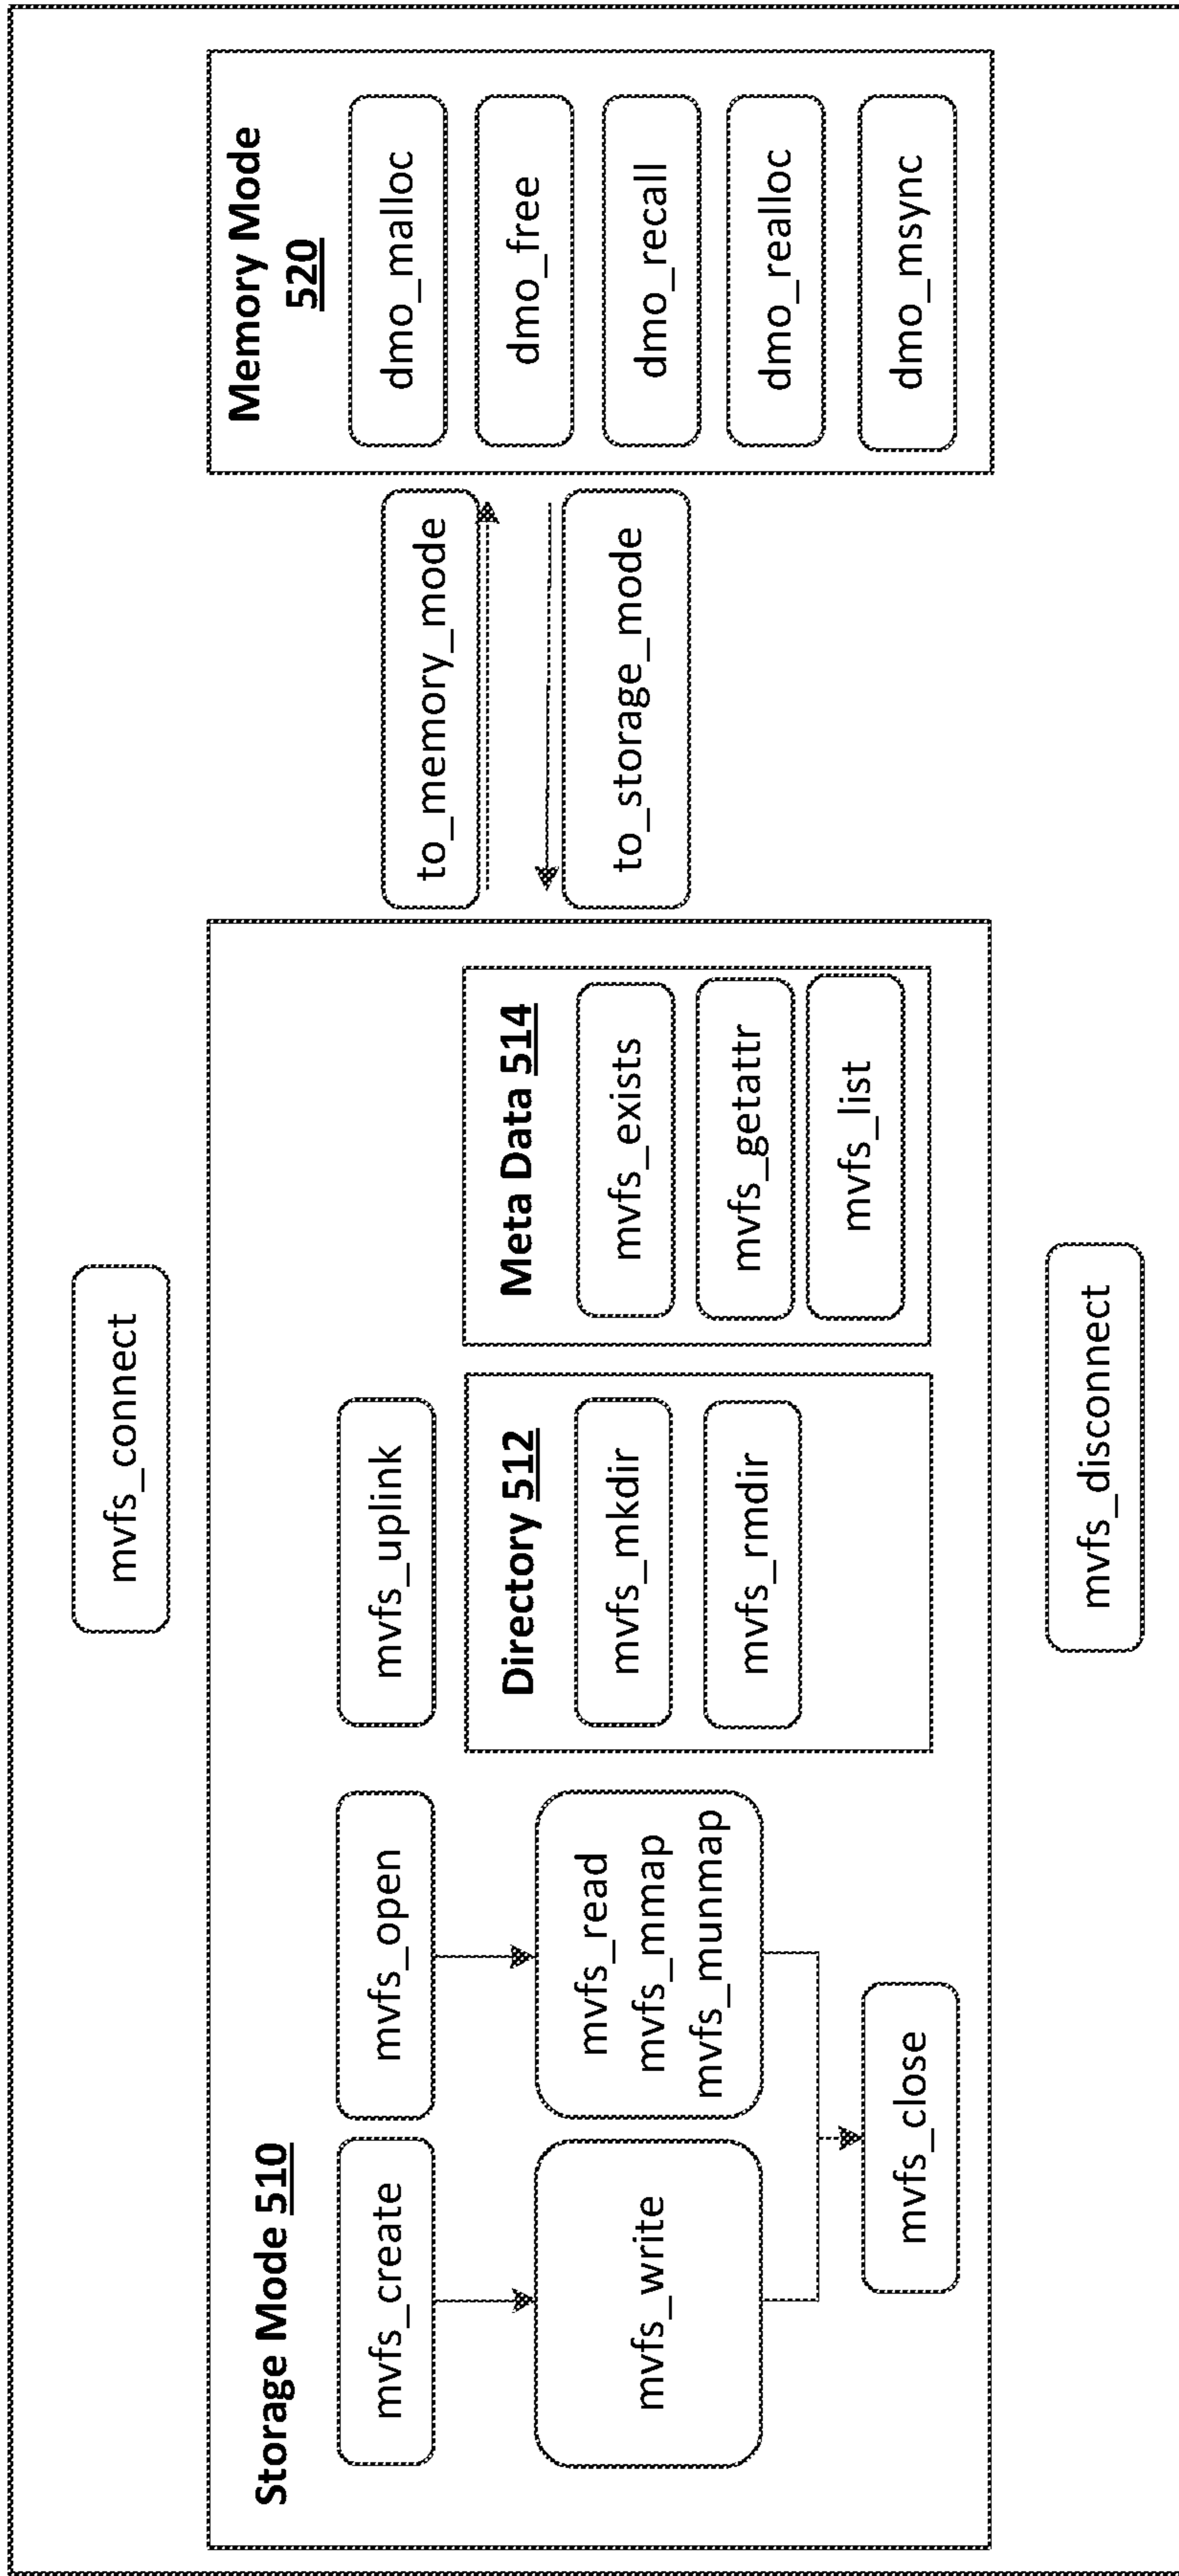 mvfs_connect
Storage Mode 510
mvfs_create
mvfs_open
mvfs_uplink
mvfs_write
mvfs_read
mvfs_mmap
mvfs_munmap
mvfs_close
Directory 512
mvfs_mkdir
mvfs_rmdir
Meta Data 514
mvfs_exists
mvfs_getattr
mvfs_list
to_memory_mode
to_storage_mode
Memory Mode
520
dmo_malloc
dmo_free
dmo_recall
dmo_realloc
dmo_msync
mvfs_disconnect